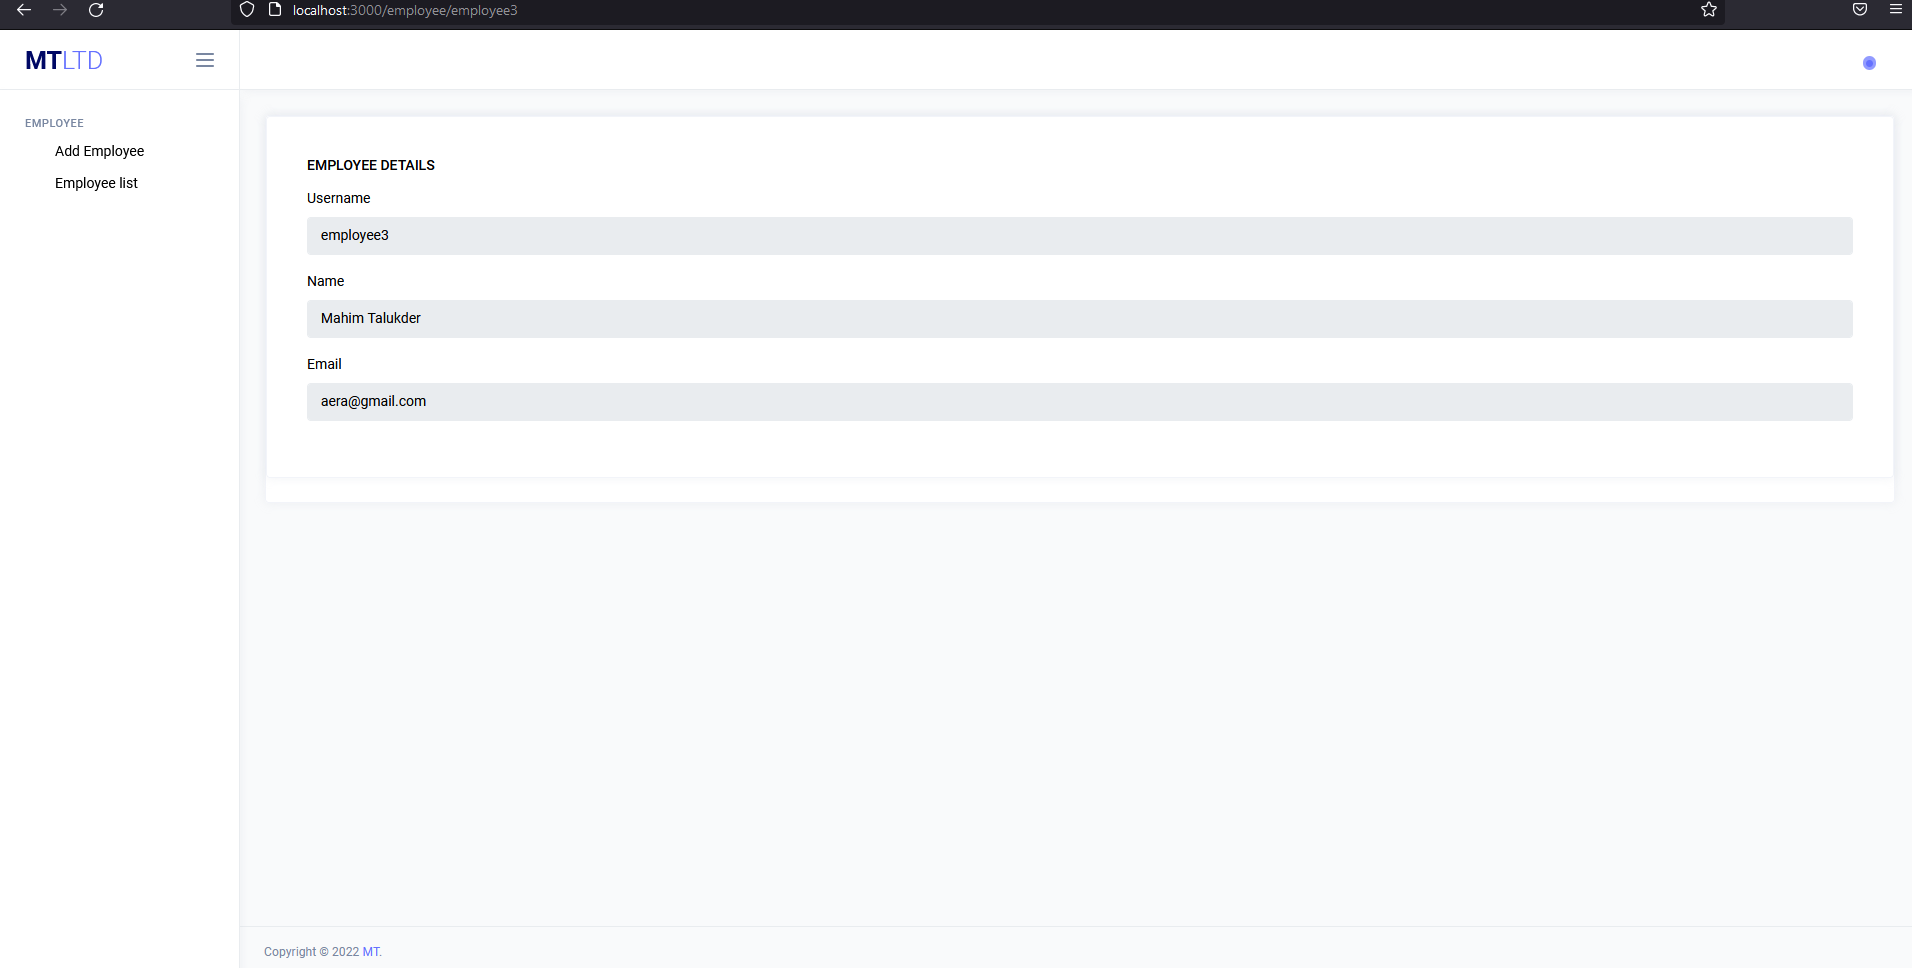 localhost:3000/employee/employee3
MTLTD
EMPLOYEE
Add Employee
Employee list
EMPLOYEE DETAILS
Username
employee3
Name
Mahim Talukder
Email
aera@gmail.com
Copyright © 2022 MT.